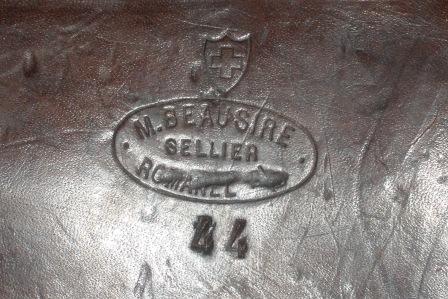 M. BEAUSIRE
SELLIER
ROMANEL
44